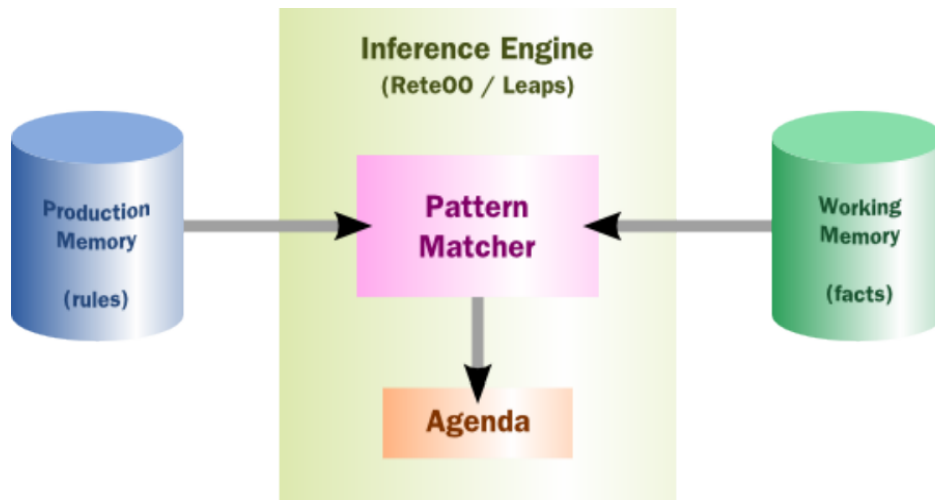 Inference Engine
(ReteOO / Leaps)
Production
Memory
(rules)
Pattern
Matcher
Working
Memory
(facts)
Agenda